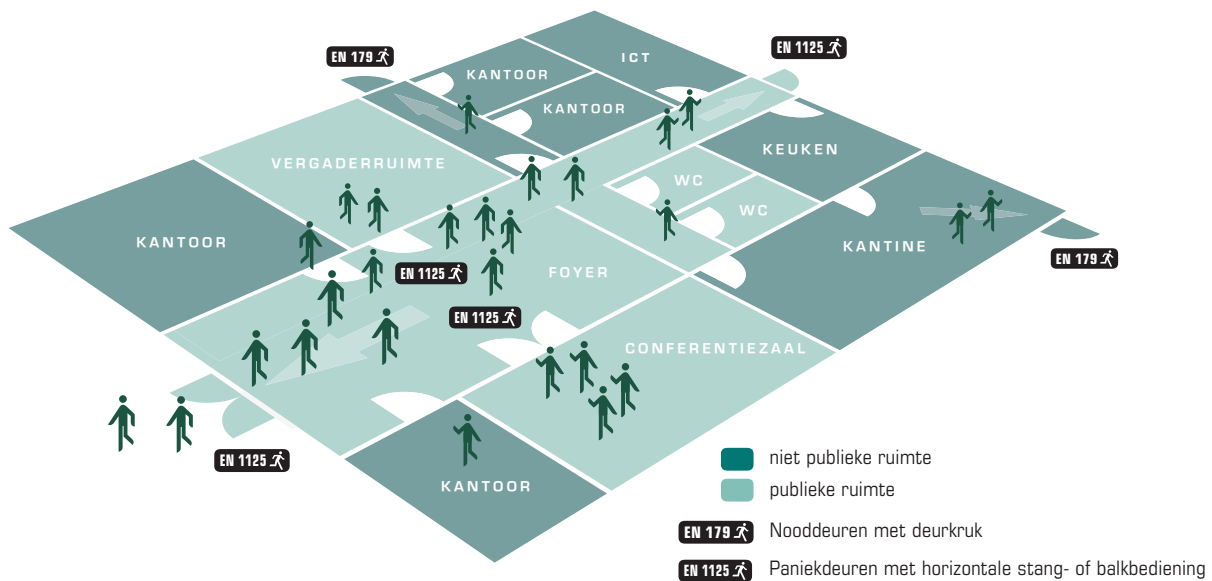 EN 179
EN 1125
ICT
KANTOOR
KANTOOR
KEUKEN
VERGADERRUIMTE
WC
WC
KANTOOR
KANTINE
EN 179
EN 1125
FOYER
EN 1125
CONFERENTIEZAAL
EN 1125
KANTOOR
niet publieke ruimte
publieke ruimte
EN 179 Nooddeuren met deurkruk
EN 1125 Paniekdeuren met horizontale stang- of balkbediening